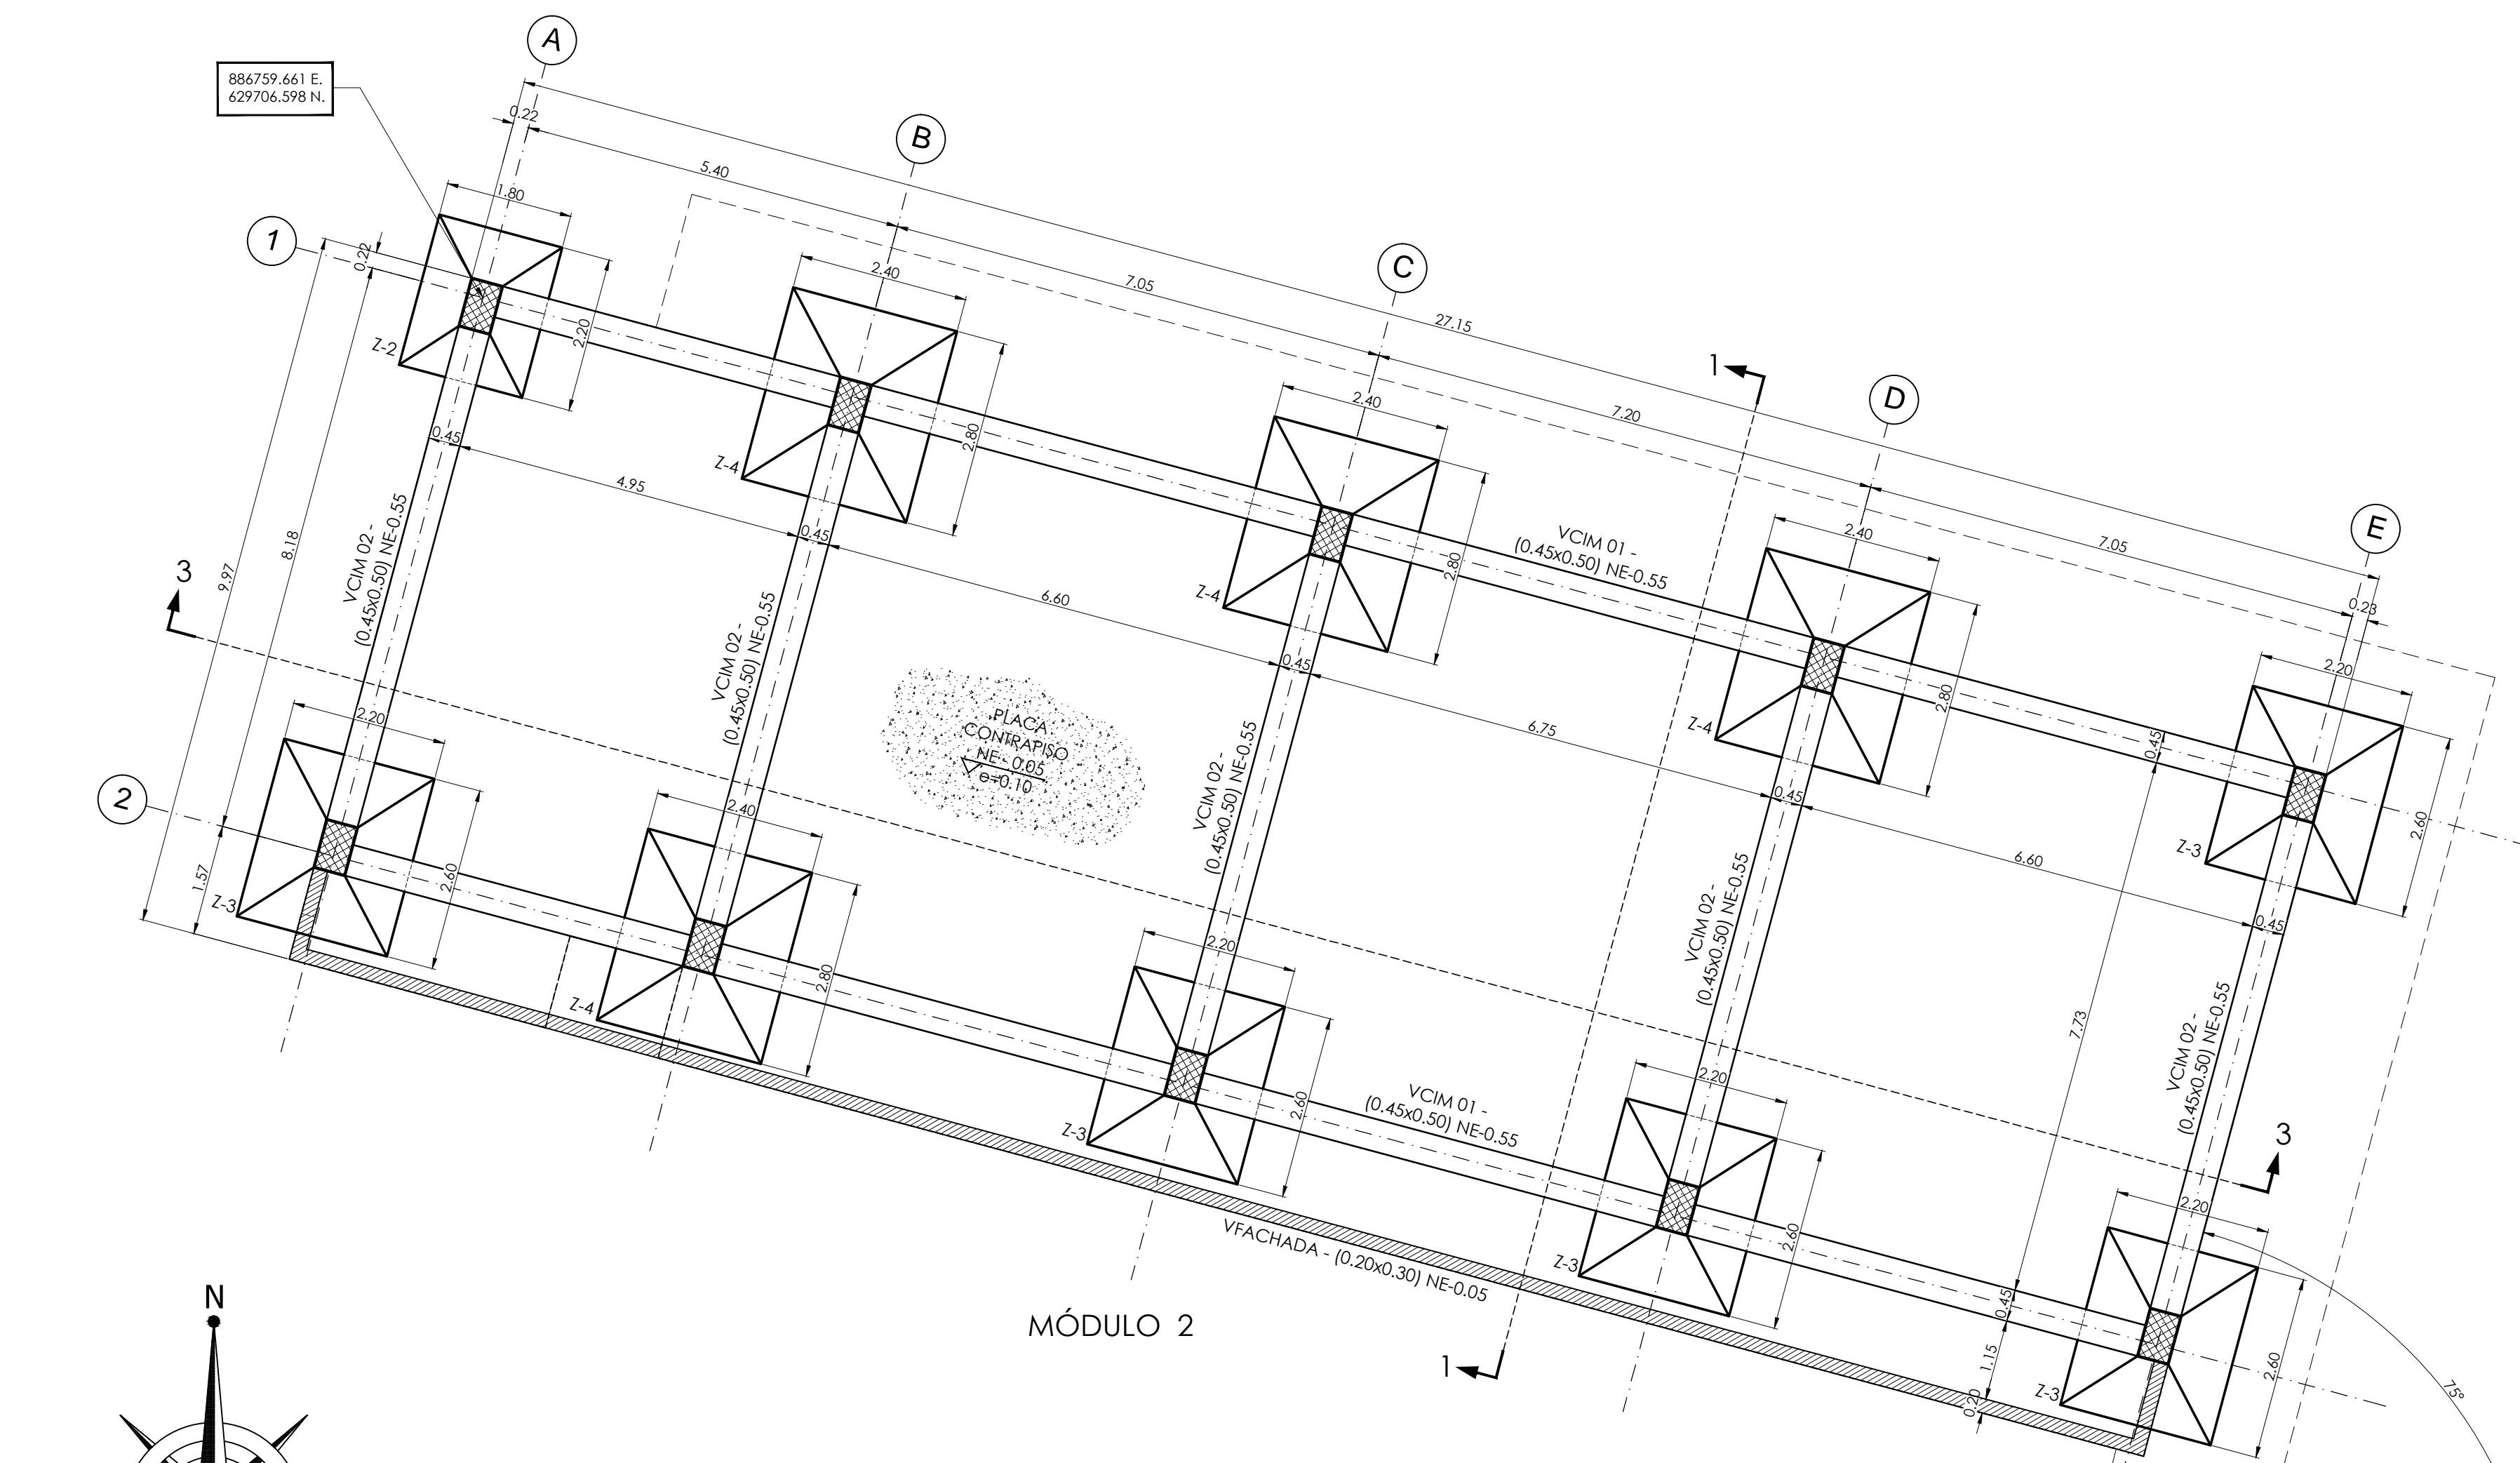 A
886759.661 E.
629706.598 N.
0.22
B
5.40
1.80
1
0.22
2.40
7.05
C
27.15
2.20
Z-2
1
D
2.40
7.20
0.45
2.80
Z-4
4.95
0.45
E
2.40
7.05
VCIM 01 -
(0.45x0.50) NE-0.55
2.80
Z-4
VCIM 02 -
(0.45x0.50) NE-0.55
8.18
9.97
3
6.60
0.23
0.45
2.20
VCIM 02 -
(0.45x0.50) NE-0.55
2.80
Z-4
PLACA
CONTRAPISO
NE - 0.05
e=0.10
6.75
0.45
0.45
2.20
2
2.40
VCIM 02 -
(0.45x0.50) NE-0.55
2.60
Z-3
6.60
0.45
1.57
2.60
Z-3
VCIM 02 -
(0.45x0.50) NE-0.55
2.20
2.80
Z-4
7.73
VCIM 02 -
(0.45x0.50) NE-0.55
2.20
2.60
Z-3
VCIM 01 -
(0.45x0.50) NE-0.55
3
2.20
VFACHADA - (0.20x0.30) NE-0.05
2.60
Z-3
0.45
N
MÓDULO 2
1
1.15
0.20
2.60
Z-3
75°